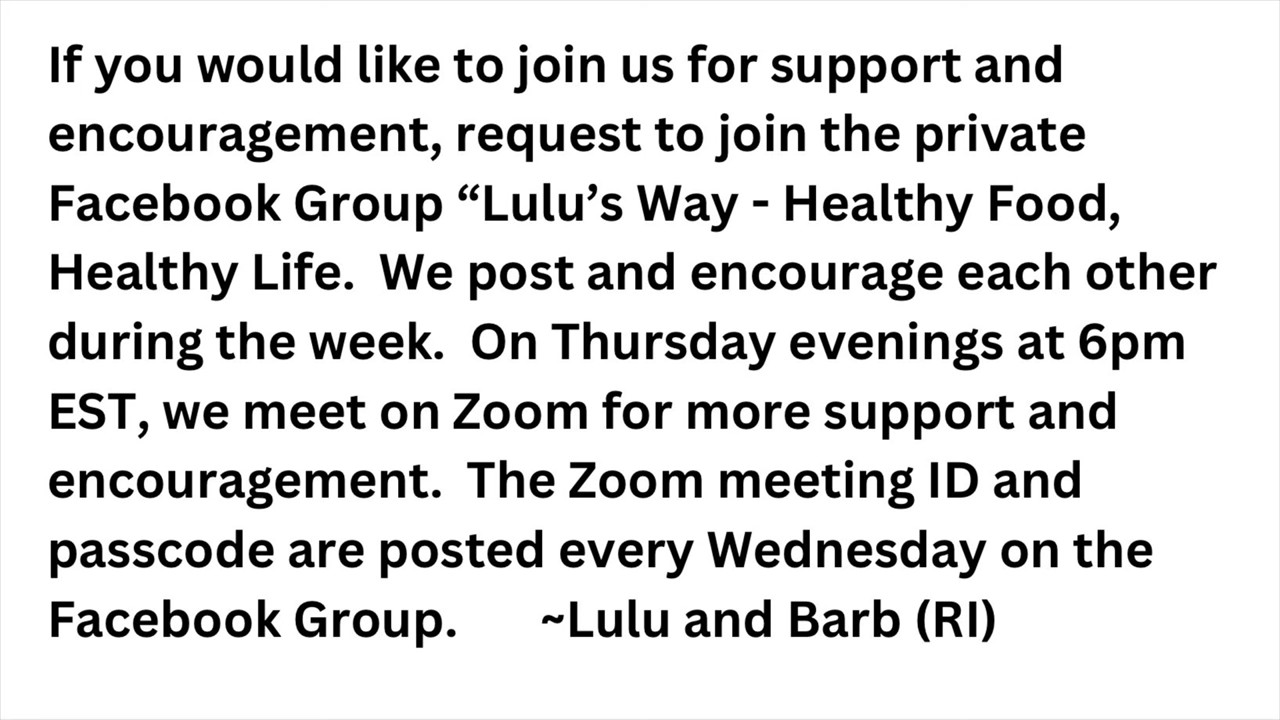 If you would like to join us for support and
encouragement, request to join the private
Facebook Group “Lulu’s Way - Healthy Food,
Healthy Life.  We post and encourage each other
during the week.  On Thursday evenings at 6pm
EST, we meet on Zoom for more support and
encouragement.  The Zoom meeting ID and
passcode are posted every Wednesday on the
Facebook Group.      ~Lulu and Barb (RI)